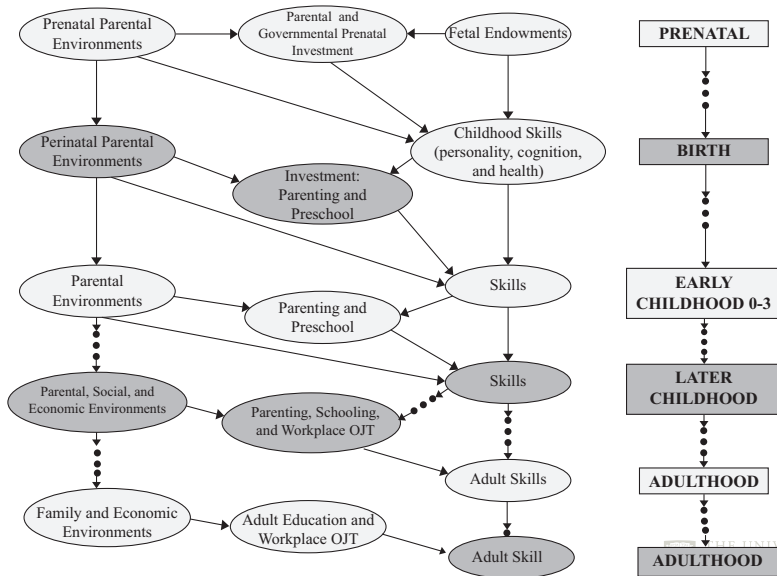 Prenatal Parental
Environments
Parental and
Governmental Prenatal
Investment
Fetal Endowments
PRENATAL
Perinatal Parental
Environments
Childhood Skills
(personality, cognition,
and health)
BIRTH
Investment:
Parenting and
Preschool
Parental
Environments
Parenting and
Preschool
Skills
EARLY
CHILDHOOD 0-3
Parental, Social, and
Economic Environments
Parenting, Schooling,
and Workplace OJT
Skills
LATER
CHILDHOOD
Adult Skills
ADULTHOOD
Family and Economic
Environments
Adult Education and
Workplace OJT
Adult Skill
ADULTHOOD